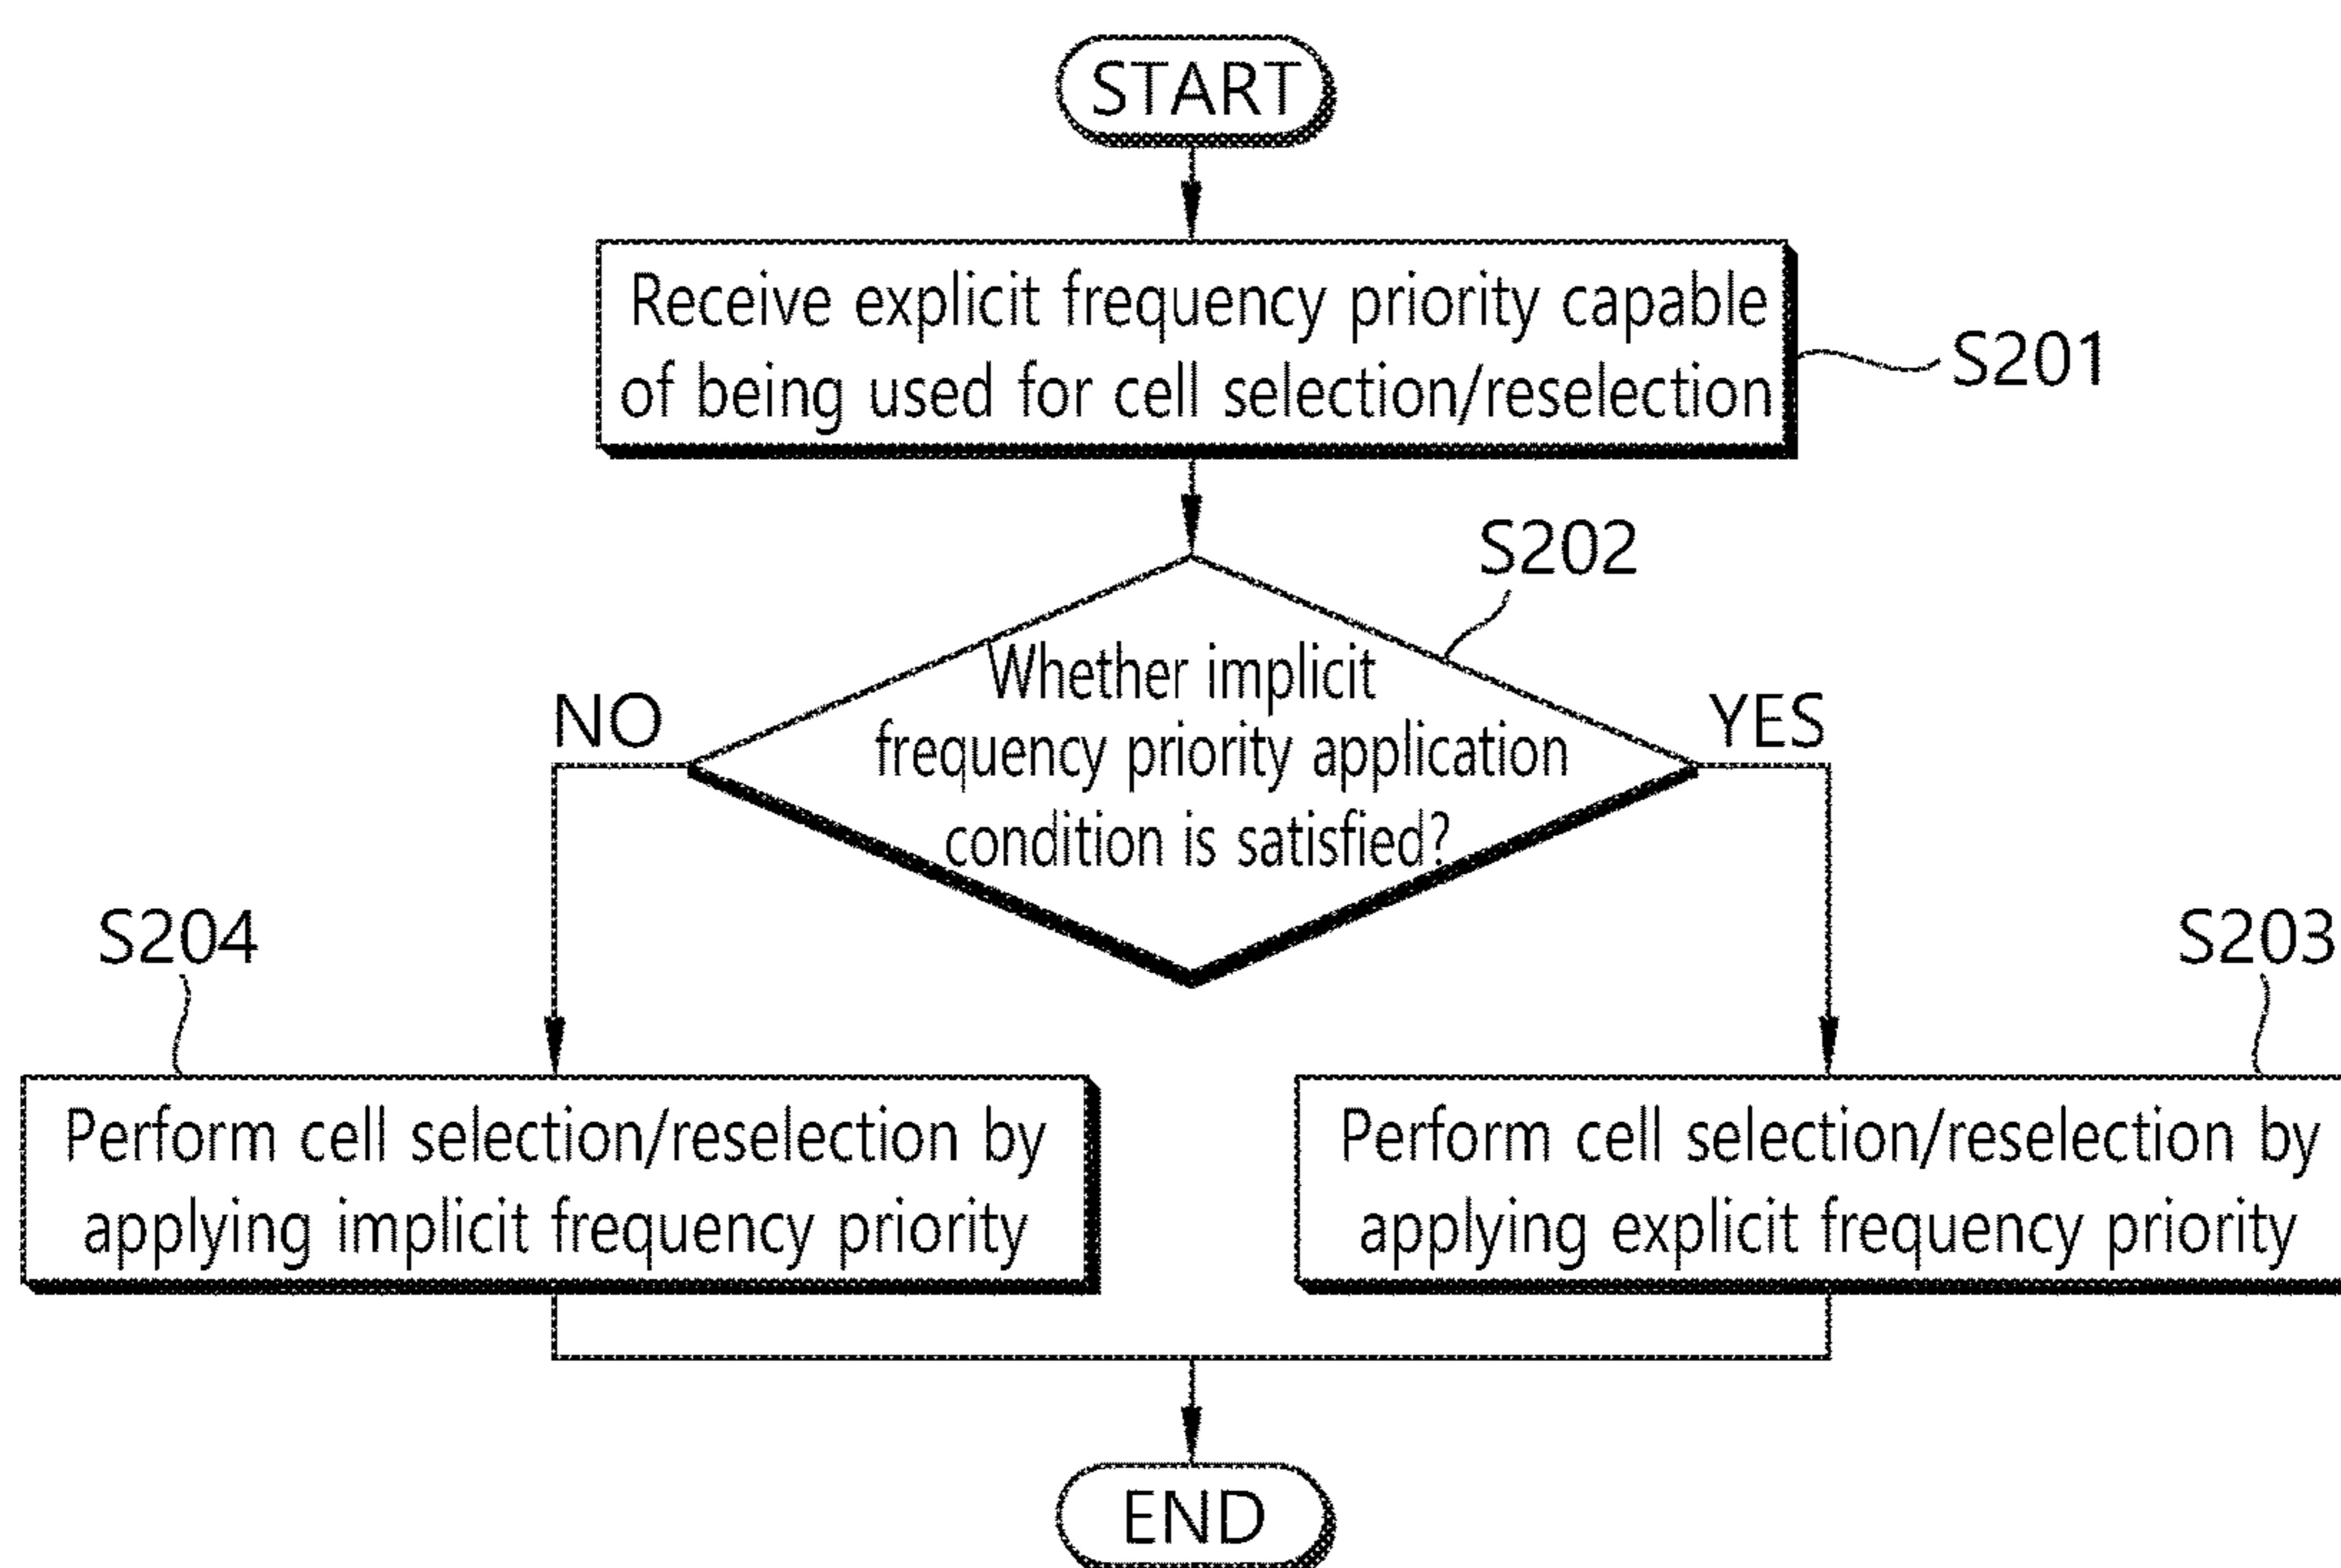 START
Receive explicit frequency priority capable
of being used for cell selection/reselection
S201
S202
Whether implicit
frequency priority application
condition is satisfied?
NO
YES
S204
S203
Perform cell selection/reselection by
applying implicit frequency priority
Perform cell selection/reselection by
applying explicit frequency priority
END